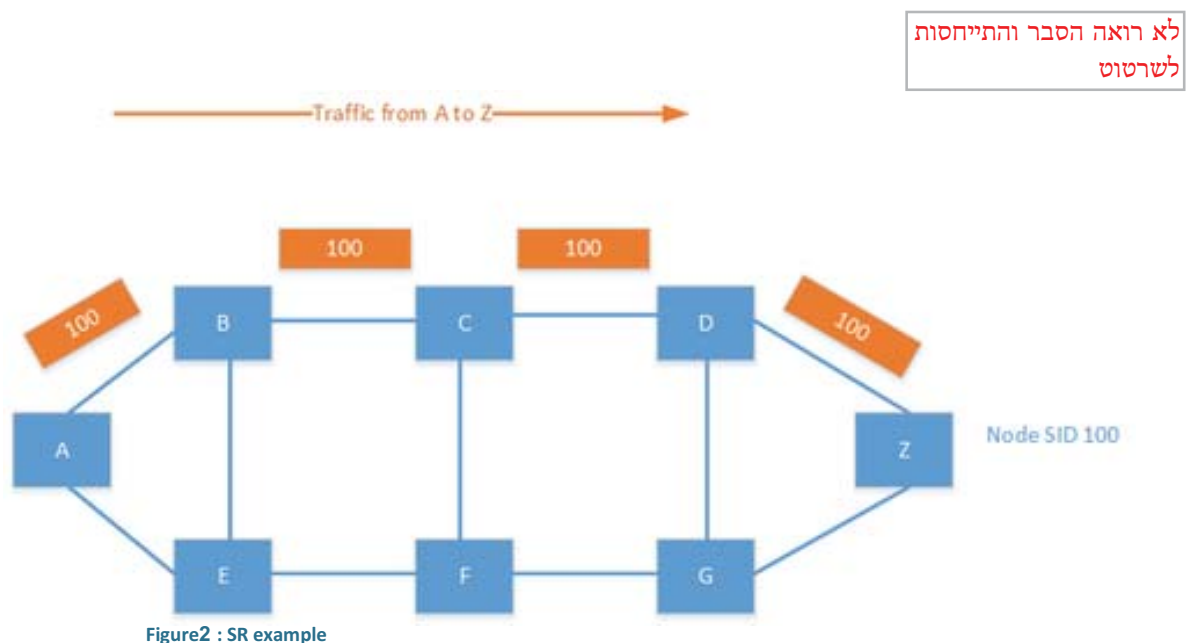 לא רואה הסבר והתייחסות
לשרטוט
Traffic from A to Z
100
100
100
100
B
C
D
A
Z
Node SID 100
E
F
G
Figure2 : SR example